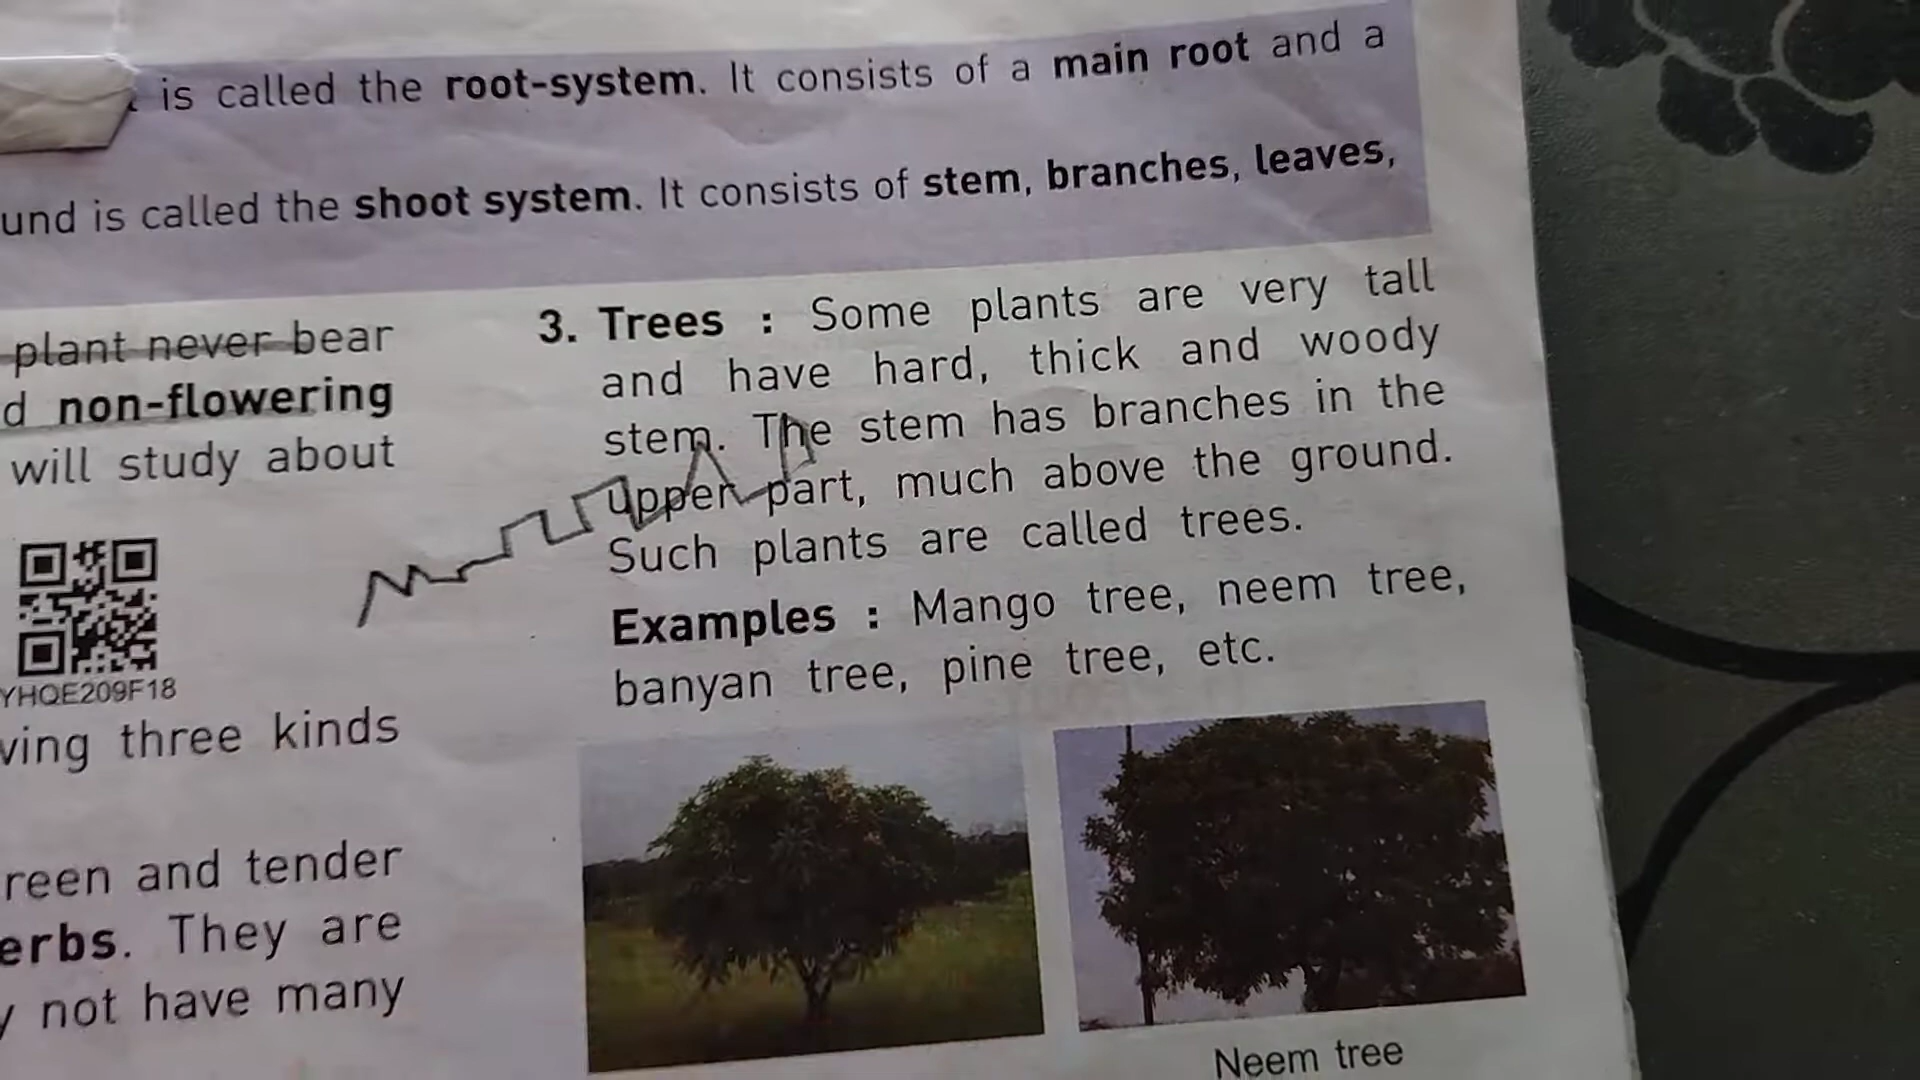 is called the root-system. It consists of a main root and a
und is called the shoot system. It consists of stem, branches, leaves,
plant never bear
d non-flowering
will study about
YHQE209F18
ving three kinds
reen and tender
erbs. They are
y not have many
3. Trees : Some plants are very tall
and have hard, thick and woody
stem. The stem has branches in the
upper part, much above the ground.
Such plants are called trees.
Examples : Mango tree, neem tree,
banyan tree, pine tree, etc.
Neem tree